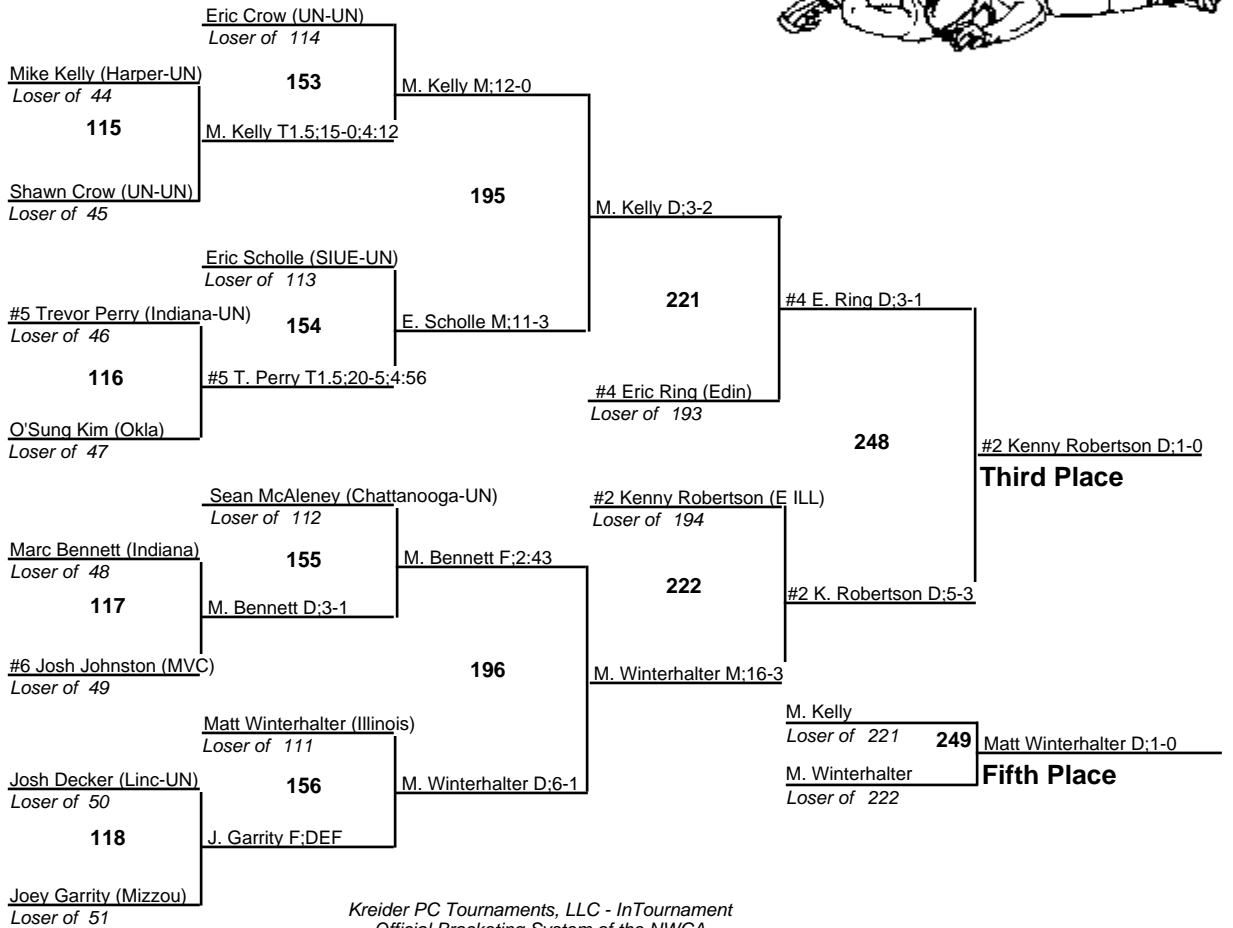 Eric Crow (UN-UN)
Loser of 114
Mike Kelly (Harper-UN)
Loser of 44
153
M. Kelly M;12-0
115
M. Kelly T1.5;15-0;4:12
Shawn Crow (UN-UN)
Loser of 45
195
M. Kelly D;3-2
Eric Scholle (SIUE-UN)
Loser of 113
#5 Trevor Perry (Indiana-UN)
Loser of 46
154
E. Scholle M;11-3
221
#4 E. Ring D;3-1
116
#5 T. Perry T1.5;20-5;4:56
#4 Eric Ring (Edin)
Loser of 193
O'Sung Kim (Okla)
Loser of 47
248
#2 Kenny Robertson D;1-0
Third Place
Sean McAleney (Chattanooga-UN)
Loser of 112
#2 Kenny Robertson (E ILL)
Loser of 194
Marc Bennett (Indiana)
Loser of 48
155
M. Bennett F;2:43
117
M. Bennett D;3-1
222
#2 K. Robertson D;5-3
#6 Josh Johnston (MVC)
Loser of 49
196
M. Winterhalter M;16-3
Matt Winterhalter (Illinois)
Loser of 111
M. Kelly
Loser of 221
249
Matt Winterhalter D;1-0
Fifth Place
M. Winterhalter
Loser of 222
Josh Decker (Linc-UN)
Loser of 50
156
M. Winterhalter D;6-1
118
J. Garrity F;DEF
Joey Garrity (Mizzou)
Loser of 51
Kreider PC Tournaments, LLC - InTournament
Official Bracketing System of the NWCA